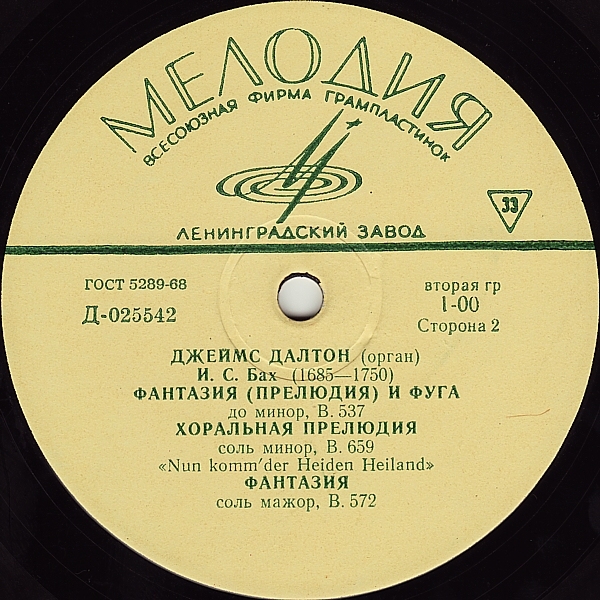 МЕЛОДИЯ
ВСЕСОЮЗНАЯ ФИРМА ГРАМПЛАСТИНОК
33
ЛЕНИНГРАДСКИЙ ЗАВОД
ГОСТ 5289-68
Д-025542
вторая гр
1-00
Сторона 2
ДЖЕЙМС ДАЛТОН (орган)
И. С. Бах (1685—1750)
ФАНТАЗИЯ (ПРЕЛЮДИЯ) И ФУГА
до минор, В. 537
ХОРАЛЬНАЯ ПРЕЛЮДИЯ
соль минор, В. 659
«Nun komm'der Heiden Heiland»
ФАНТАЗИЯ
соль мажор, В. 572